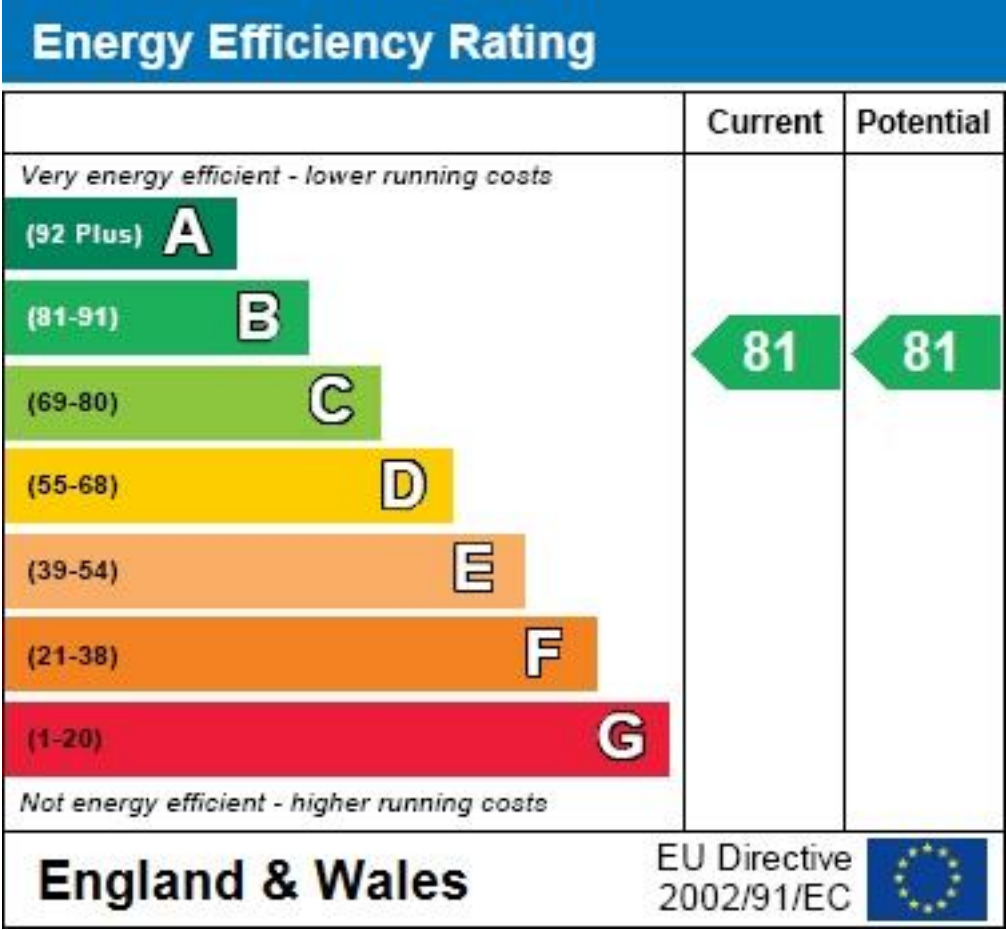 Energy Efficiency Rating
Current Potential
Very energy efficient - lower running costs
(92 Plus) A
(81-91) B
81 81
(69-80) C
(55-68) D
(39-54) E
(21-38) F
(1-20) G
Not energy efficient - higher running costs
England & Wales
EU Directive
2002/91/EC